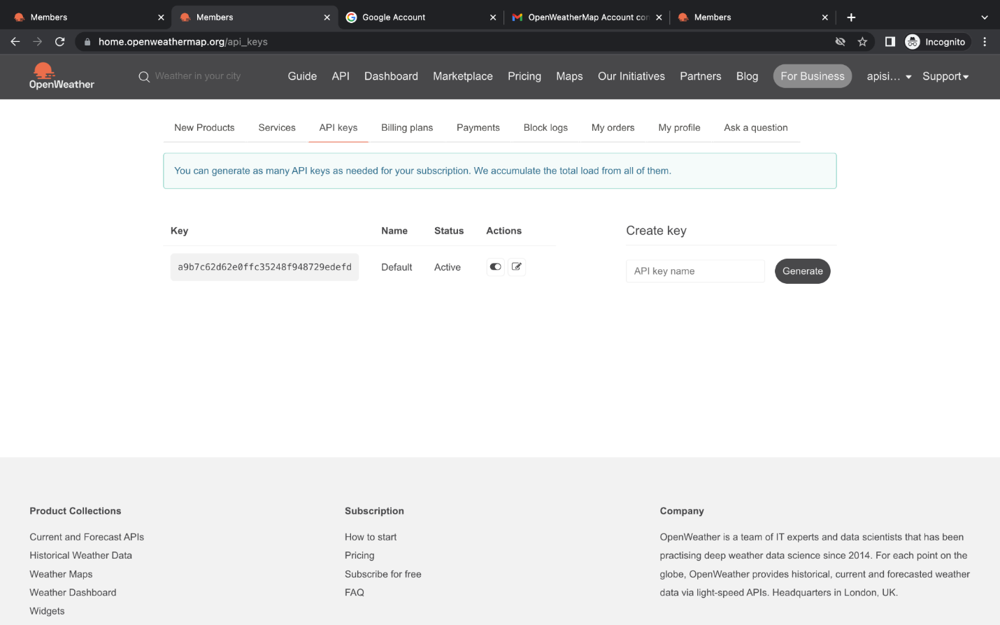 Members
Members
Google Account
OpenWeatherMap Account con
Members
home.openweathermap.org/api_keys
Incognito
OpenWeather
Weather in your city
Guide API Dashboard Marketplace Pricing Maps Our Initiatives Partners Blog For Business apisi... Support
New Products Services API keys Billing plans Payments Block logs My orders My profile Ask a question
You can generate as many API keys as needed for your subscription. We accumulate the total load from all of them.
Key Name Status Actions
a9b7c62d62e0ffc35248f948729edefd Default Active
Create key
API key name Generate
Product Collections
Current and Forecast APIs
Historical Weather Data
Weather Maps
Weather Dashboard
Widgets
Subscription
How to start
Pricing
Subscribe for free
FAQ
Company
OpenWeather is a team of IT experts and data scientists that has been
practising deep weather data science since 2014. For each point on the
globe, OpenWeather provides historical, current and forecasted weather
data via light-speed APIs. Headquarters in London, UK.